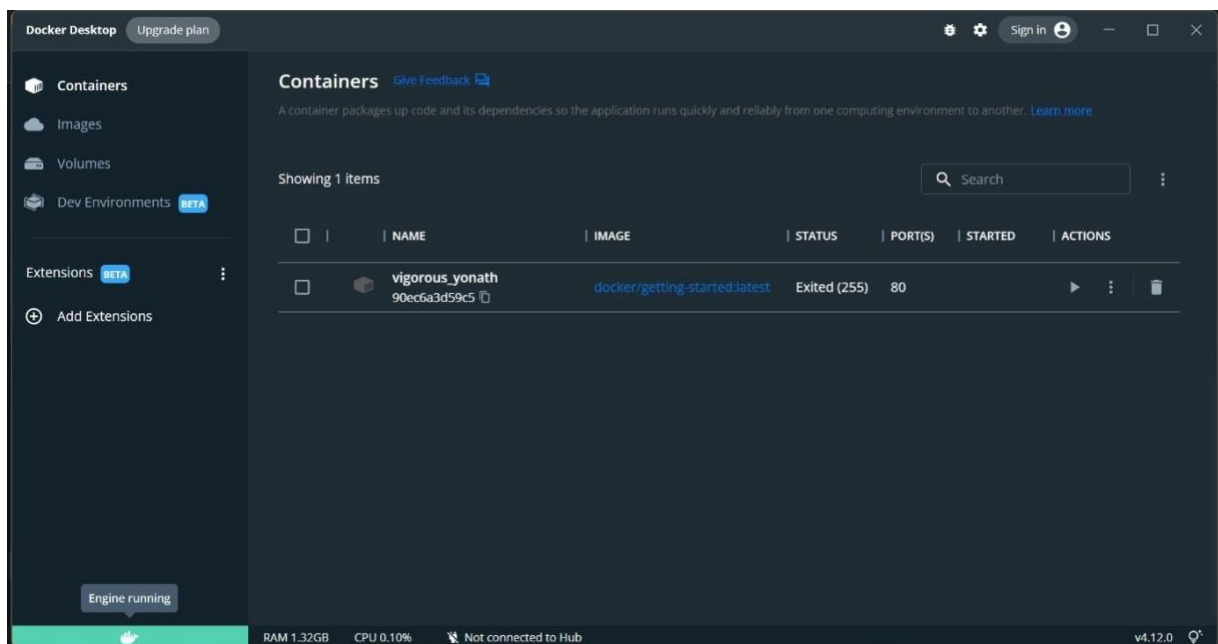 Docker Desktop Upgrade plan Sign in
Containers
Images
Volumes
Dev Environments BETA
Extensions BETA
Add Extensions
Containers Give Feedback
A container packages up code and its dependencies so the application runs quickly and reliably from one computing environment to another. Learn more
Showing 1 items Search
NAME IMAGE STATUS PORT(S) STARTED ACTIONS
vigorous_yonath docker/getting-started:latest Exited (255) 80
90ec6a3d59c5
Engine running
RAM 1.32GB CPU 0.10% Not connected to Hub v4.12.0